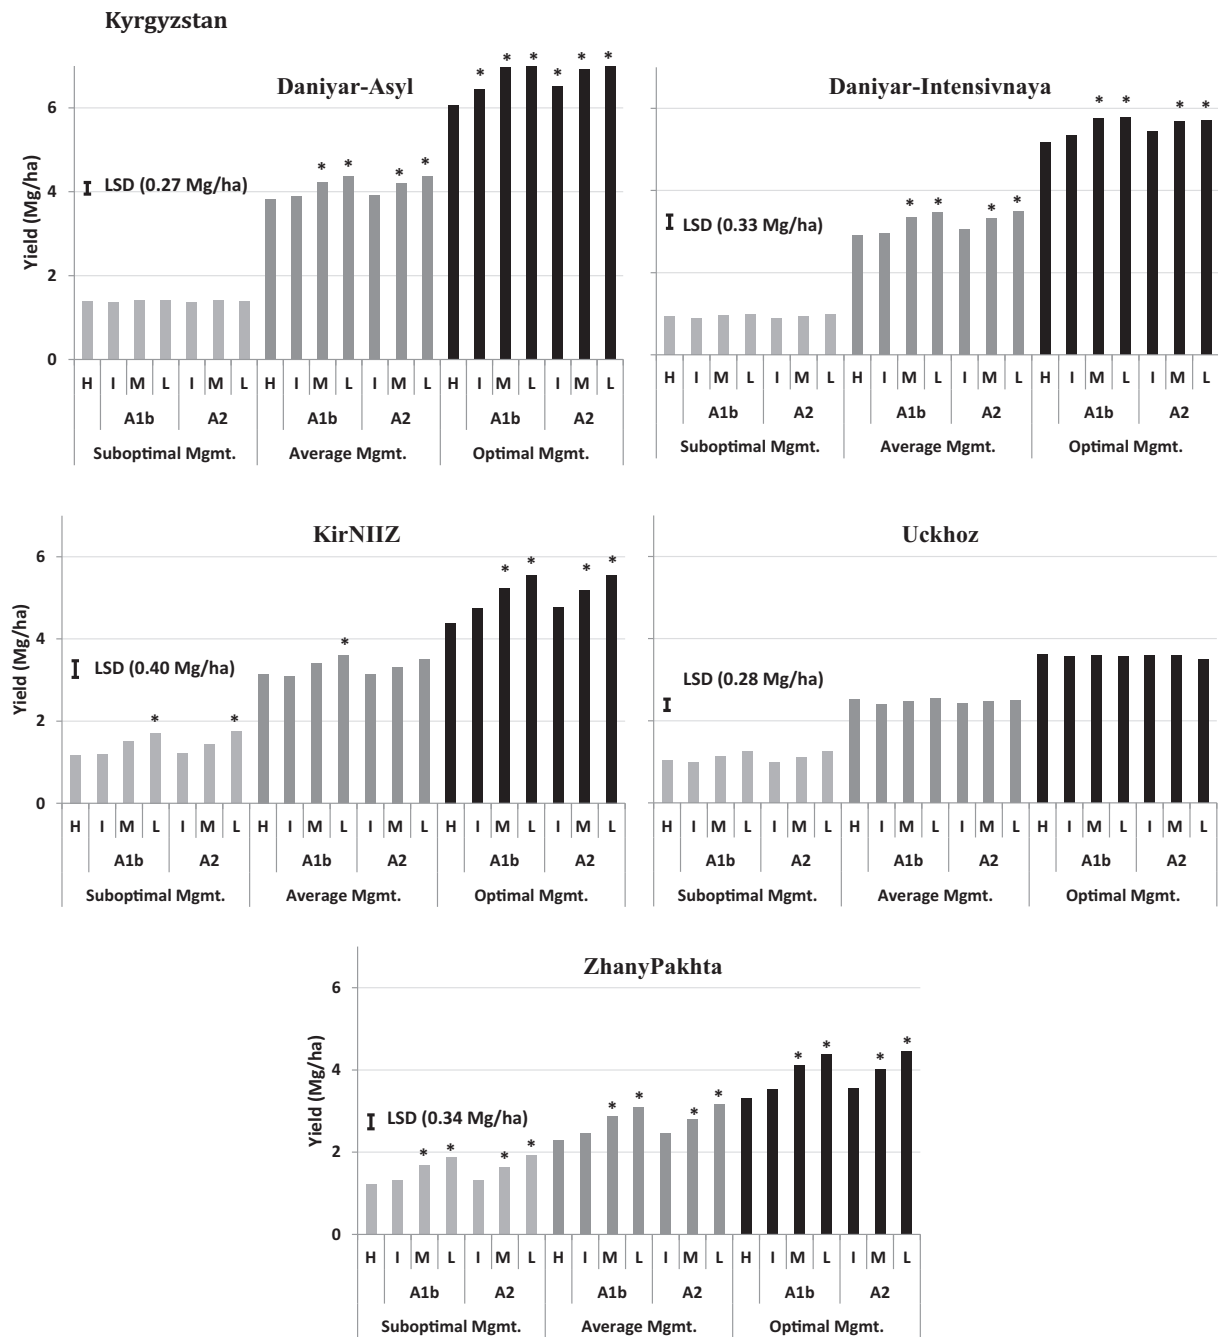 Kyrgyzstan
Daniyar-Asyl
Yield (Mg/ha)
6
4
2
0
LSD (0.27 Mg/ha)
* * * * * *
* * * *
H I M L I M L H I M L I M L H I M L I M L
A1b A2 A1b A2 A1b A2
Suboptimal Mgmt. Average Mgmt. Optimal Mgmt.
Daniyar-Intensivnaya
LSD (0.33 Mg/ha)
* * * *
* * * *
H I M L I M L H I M L I M L H I M L I M L
A1b A2 A1b A2 A1b A2
Suboptimal Mgmt. Average Mgmt. Optimal Mgmt.
KirNIIZ
Yield (Mg/ha)
6
4
2
0
LSD (0.40 Mg/ha)
* * * *
*
* *
H I M L I M L H I M L I M L H I M L I M L
A1b A2 A1b A2 A1b A2
Suboptimal Mgmt. Average Mgmt. Optimal Mgmt.
Uckhoz
LSD (0.28 Mg/ha)
H I M L I M L H I M L I M L H I M L I M L
A1b A2 A1b A2 A1b A2
Suboptimal Mgmt. Average Mgmt. Optimal Mgmt.
ZhanyPakhta
Yield (Mg/ha)
6
4
2
0
LSD (0.34 Mg/ha)
* * * *
* * * *
* * * *
H I M L I M L H I M L I M L H I M L I M L
A1b A2 A1b A2 A1b A2
Suboptimal Mgmt. Average Mgmt. Optimal Mgmt.